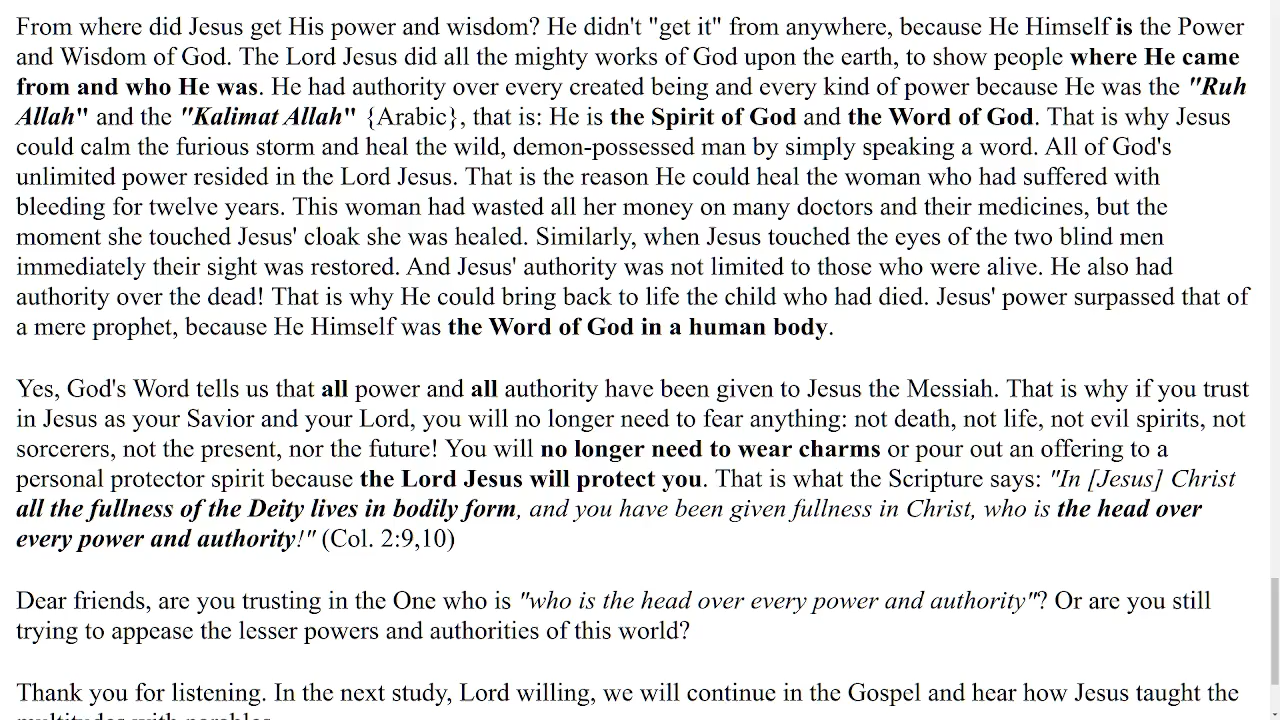 From where did Jesus get His power and wisdom? He didn't "get it" from anywhere, because He Himself is the Power
and Wisdom of God. The Lord Jesus did all the mighty works of God upon the earth, to show people where He came
from and who He was. He had authority over every created being and every kind of power because He was the "Ruh
Allah" and the "Kalimat Allah" {Arabic}, that is: He is the Spirit of God and the Word of God. That is why Jesus
could calm the furious storm and heal the wild, demon-possessed man by simply speaking a word. All of God's
unlimited power resided in the Lord Jesus. That is the reason He could heal the woman who had suffered with
bleeding for twelve years. This woman had wasted all her money on many doctors and their medicines, but the
moment she touched Jesus' cloak she was healed. Similarly, when Jesus touched the eyes of the two blind men
immediately their sight was restored. And Jesus' authority was not limited to those who were alive. He also had
authority over the dead! That is why He could bring back to life the child who had died. Jesus' power surpassed that of
a mere prophet, because He Himself was the Word of God in a human body.
Yes, God's Word tells us that all power and all authority have been given to Jesus the Messiah. That is why if you trust
in Jesus as your Savior and your Lord, you will no longer need to fear anything: not death, not life, not evil spirits, not
sorcerers, not the present, nor the future! You will no longer need to wear charms or pour out an offering to a
personal protector spirit because the Lord Jesus will protect you. That is what the Scripture says: "In [Jesus] Christ
all the fullness of the Deity lives in bodily form, and you have been given fullness in Christ, who is the head over
every power and authority!" (Col. 2:9,10)
Dear friends, are you trusting in the One who is "who is the head over every power and authority"? Or are you still
trying to appease the lesser powers and authorities of this world?
Thank you for listening. In the next study, Lord willing, we will continue in the Gospel and hear how Jesus taught the
multitudes with parables.